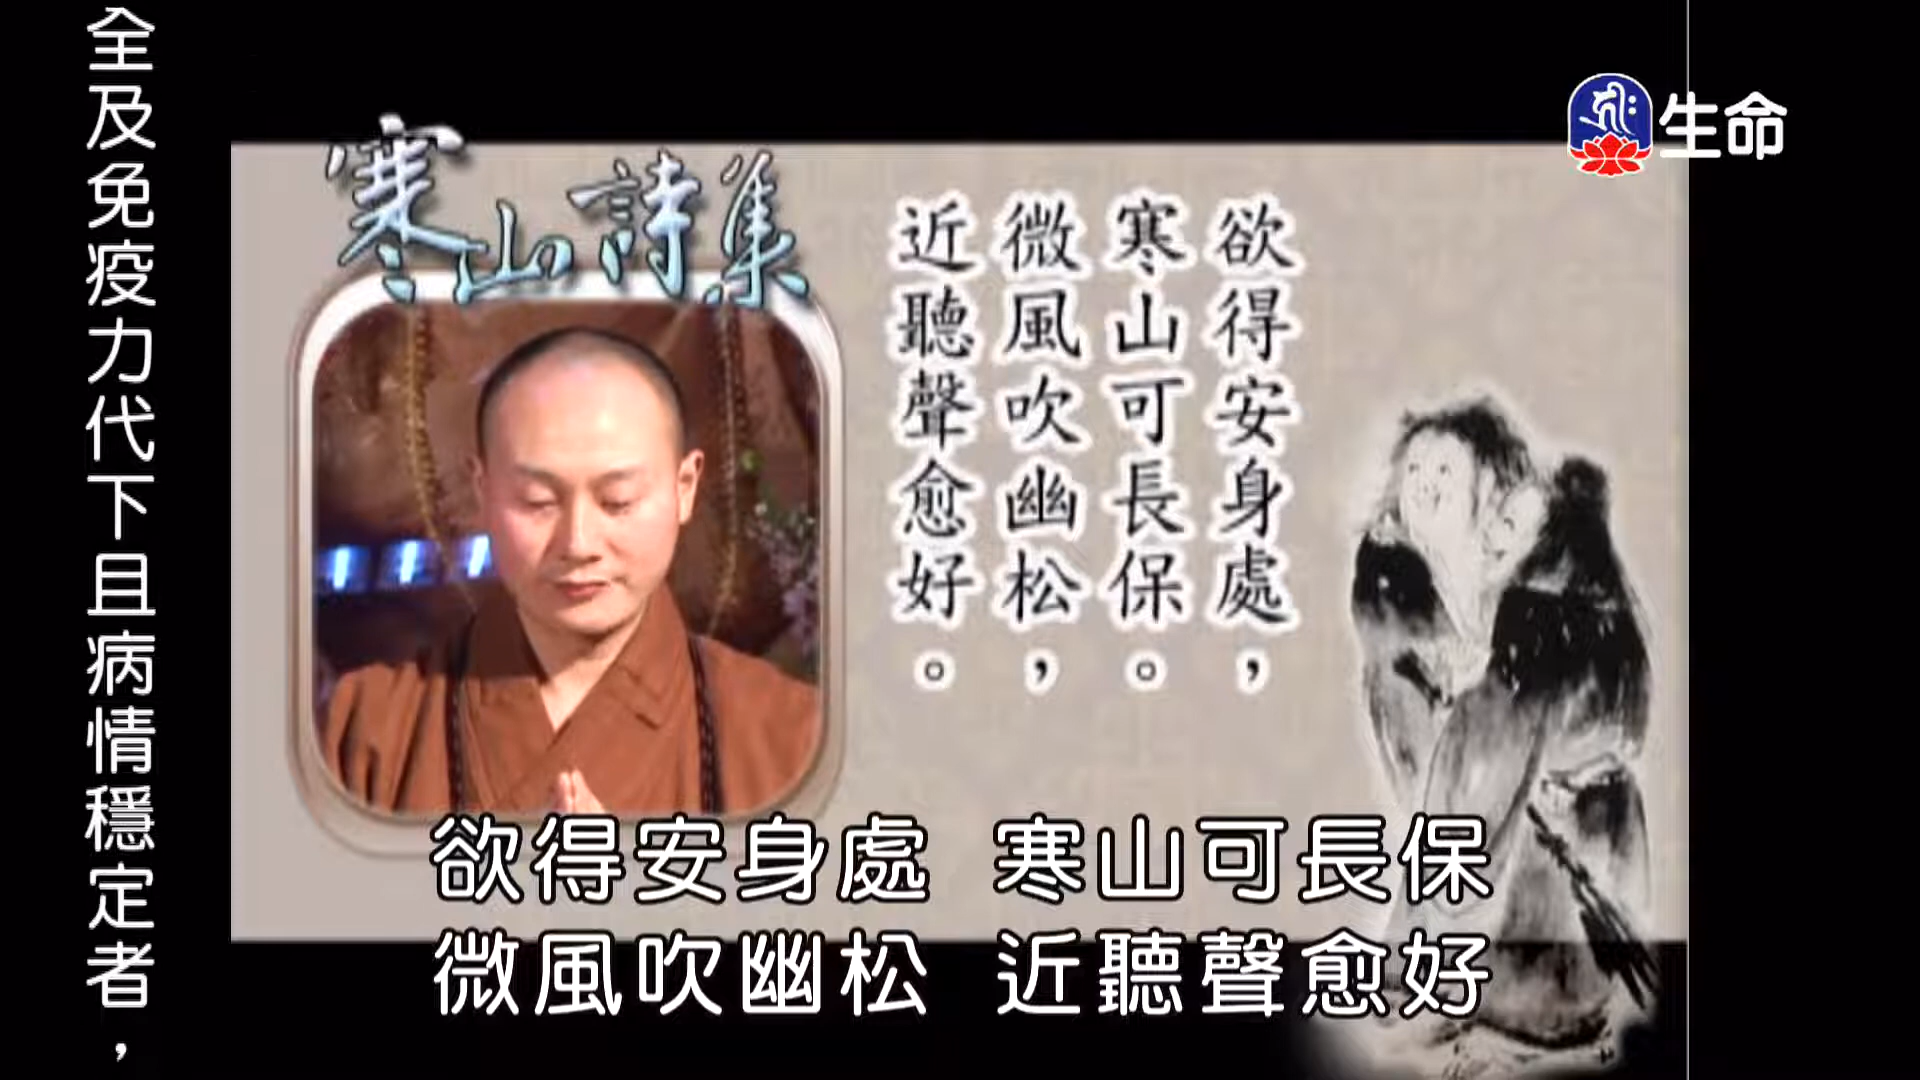 全及免疫力代下且病情穩定者，
寒山詩集
欲得安身處，
寒山可長保。
微風吹幽松，
近聽聲愈好。
生命
欲得安身處 寒山可長保
微風吹幽松 近聽聲愈好